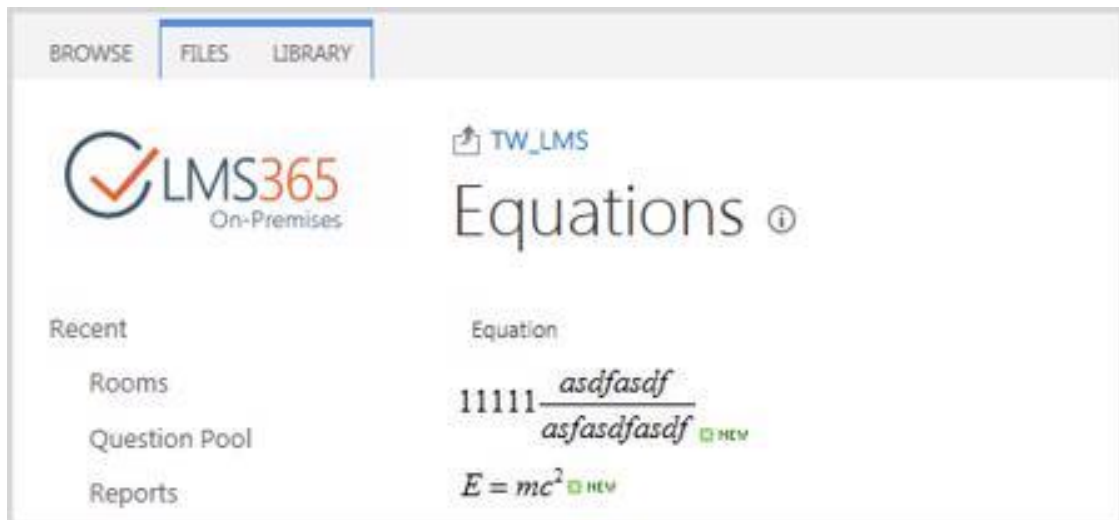 BROWSE FILES LIBRARY
LMS365
On-Premises
TW_LMS
Equations
Recent
Rooms
Question Pool
Reports
Equation
11111 asdfasdf
asfasdfasdf NEW
E = mc² NEW